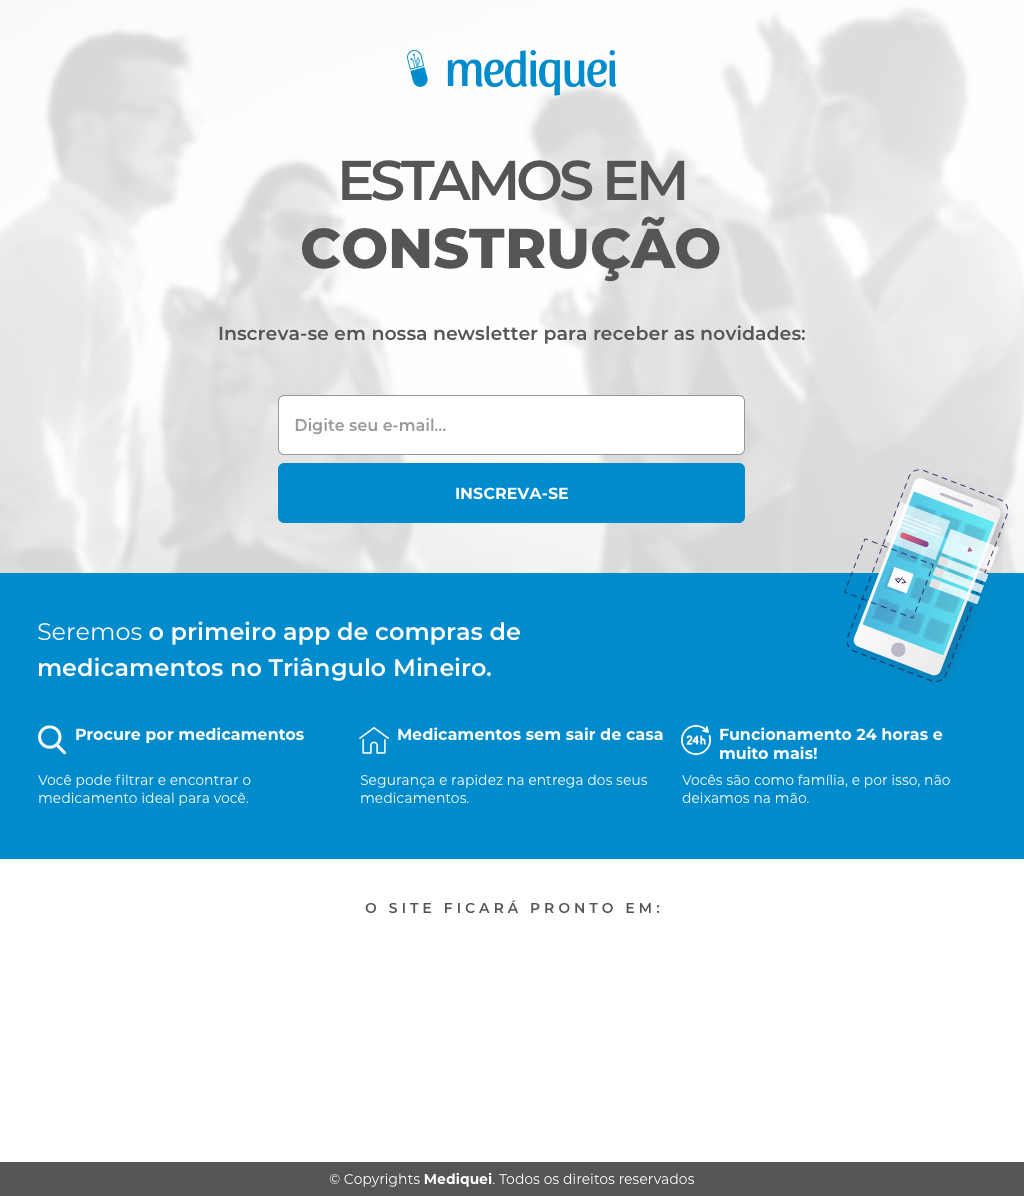 mediquei
ESTAMOS EM
CONSTRUÇÃO
Inscreva-se em nossa newsletter para receber as novidades:
Digite seu e-mail...
INSCREVA-SE
</>
Seremos o primeiro app de compras de
medicamentos no Triângulo Mineiro.
Procure por medicamentos
Você pode filtrar e encontrar o
medicamento ideal para você.
Medicamentos sem sair de casa
Segurança e rapidez na entrega dos seus
medicamentos.
24h
Funcionamento 24 horas e
muito mais!
Vocês são como família, e por isso, não
deixamos na mão.
O SITE FICARÁ PRONTO EM:
© Copyrights Mediquei. Todos os direitos reservados